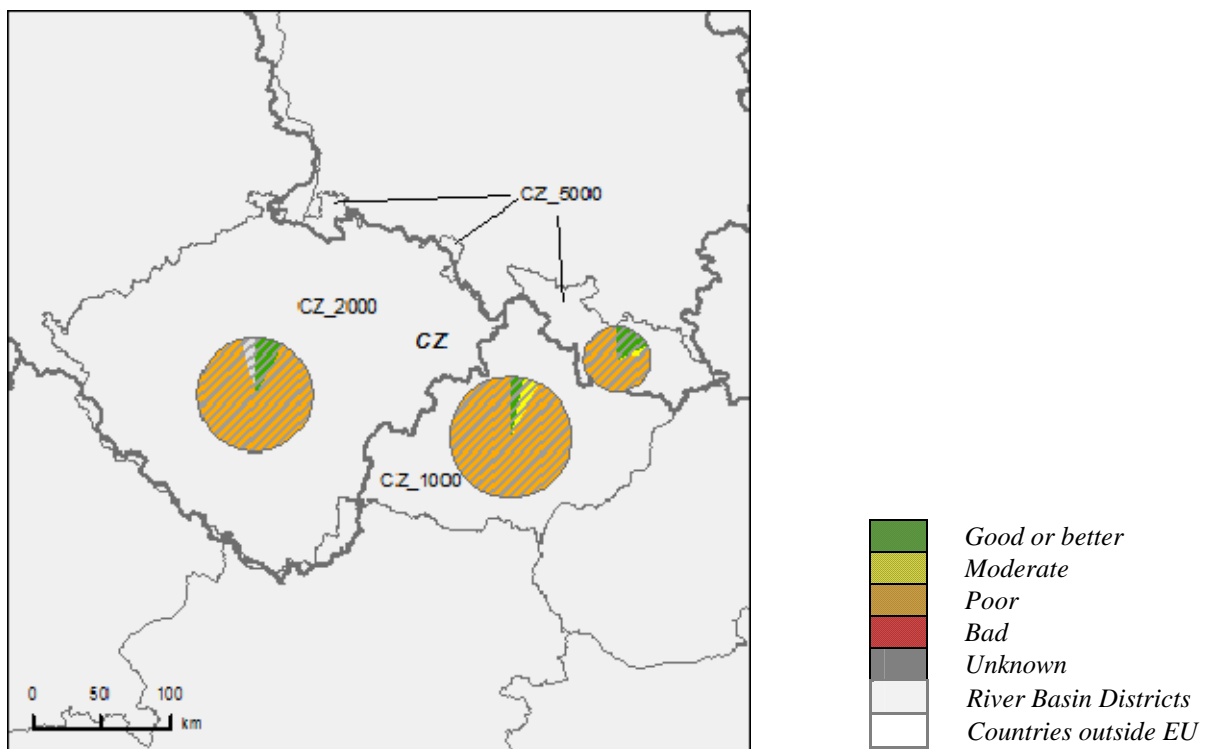 CZ_5000
CZ_2000
CZ
CZ_1000
0 50 100
km
Good or better
Moderate
Poor
Bad
Unknown
River Basin Districts
Countries outside EU